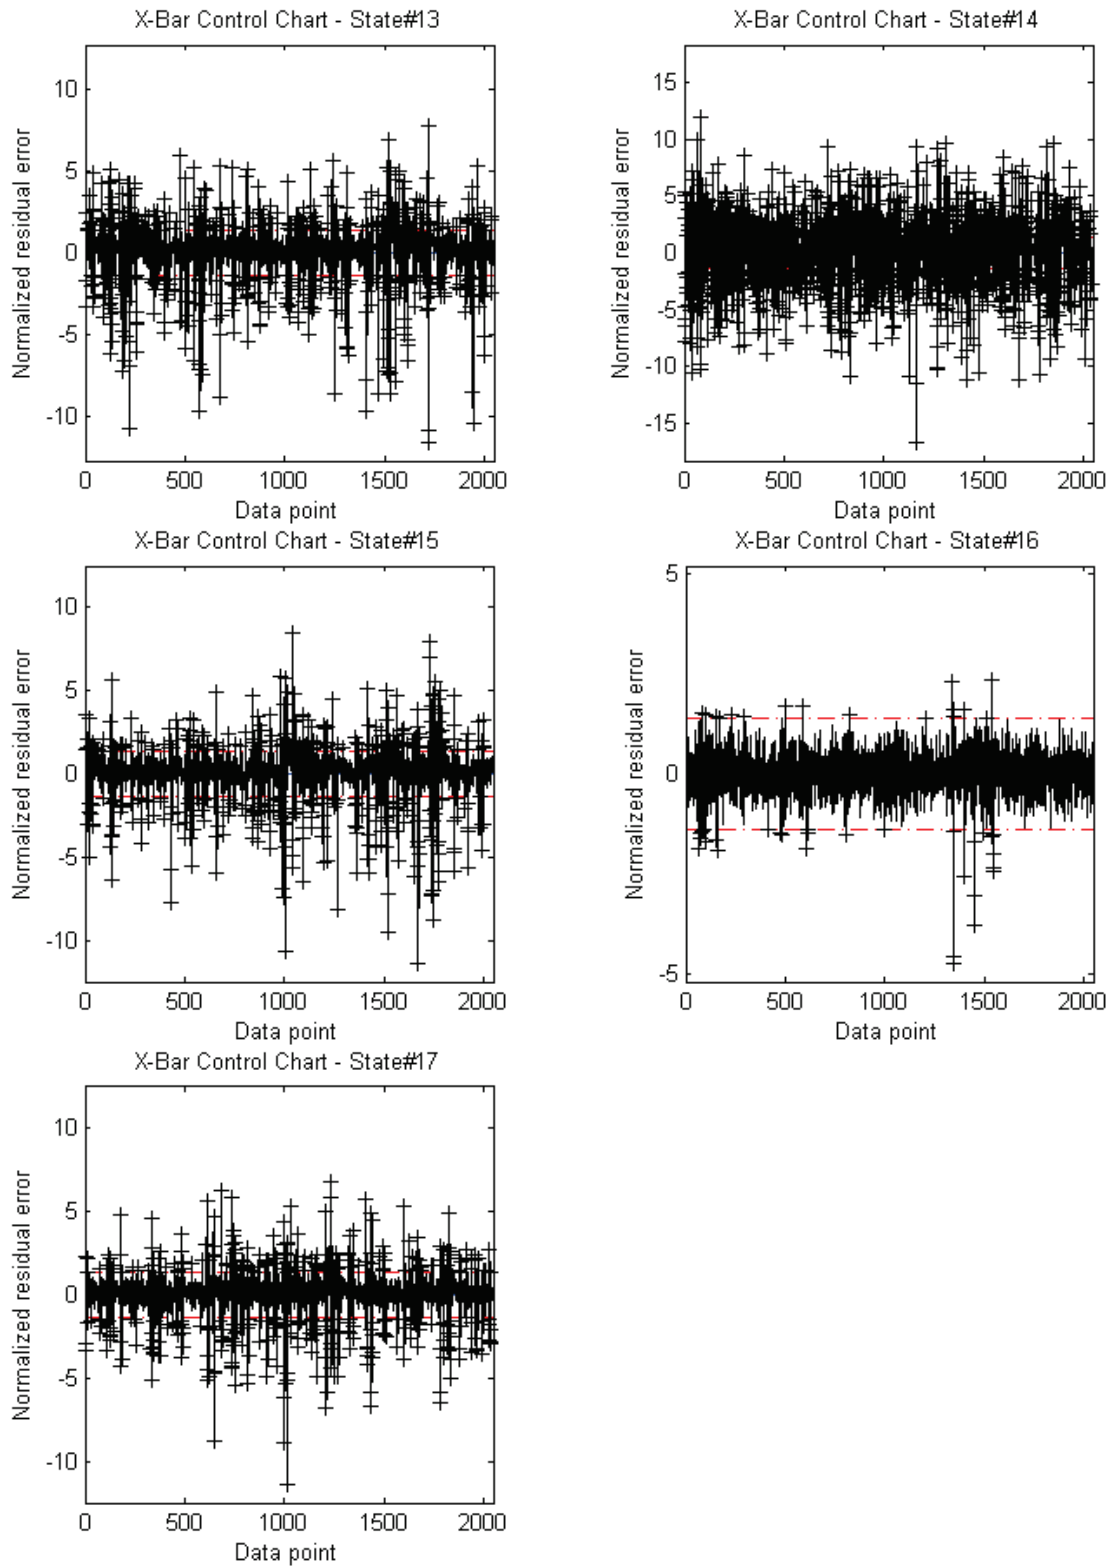 X-Bar Control Chart - State#13
Normalized residual error
10
5
0
-5
-10
0 500 1000 1500 2000
Data point
X-Bar Control Chart - State#14
Normalized residual error
15
10
5
0
-5
-10
-15
0 500 1000 1500 2000
Data point
X-Bar Control Chart - State#15
Normalized residual error
10
5
0
-5
-10
0 500 1000 1500 2000
Data point
X-Bar Control Chart - State#16
Normalized residual error
5
0
-5
0 500 1000 1500 2000
Data point
X-Bar Control Chart - State#17
Normalized residual error
10
5
0
-5
-10
0 500 1000 1500 2000
Data point